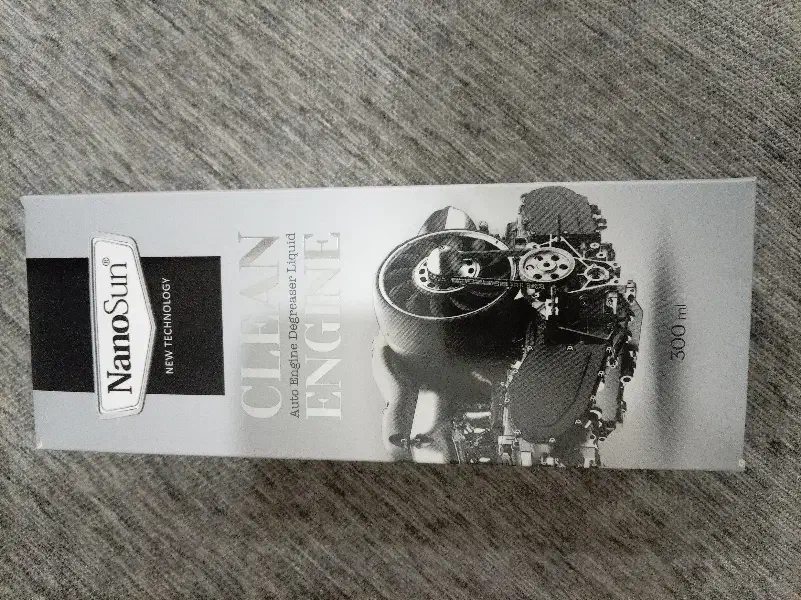 NanoSun®
NEW TECHNOLOGY
CLEAN
Auto Engine Degreaser Liquid
ENGINE
300 ml